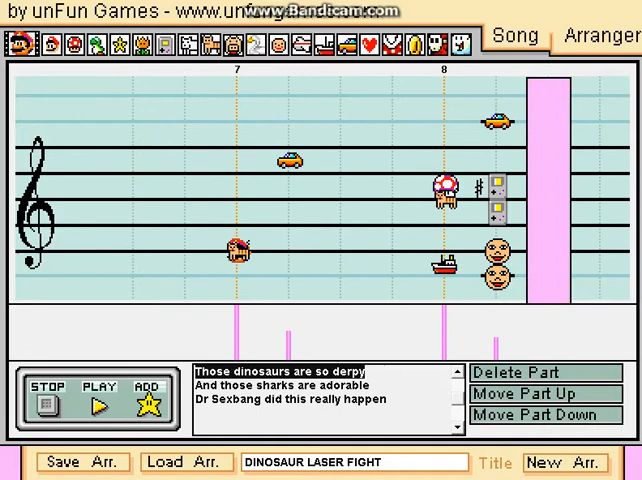 by unFun Games - www.unfungames.com
www.Bandicam.com
Song
Arranger
7
8
STOP
PLAY
ADD
Those dinosaurs are so derpy
And those sharks are adorable
Dr Sexbang did this really happen
Delete Part
Move Part Up
Move Part Down
Save Arr.
Load Arr.
DINOSAUR LASER FIGHT
Title
New Arr.